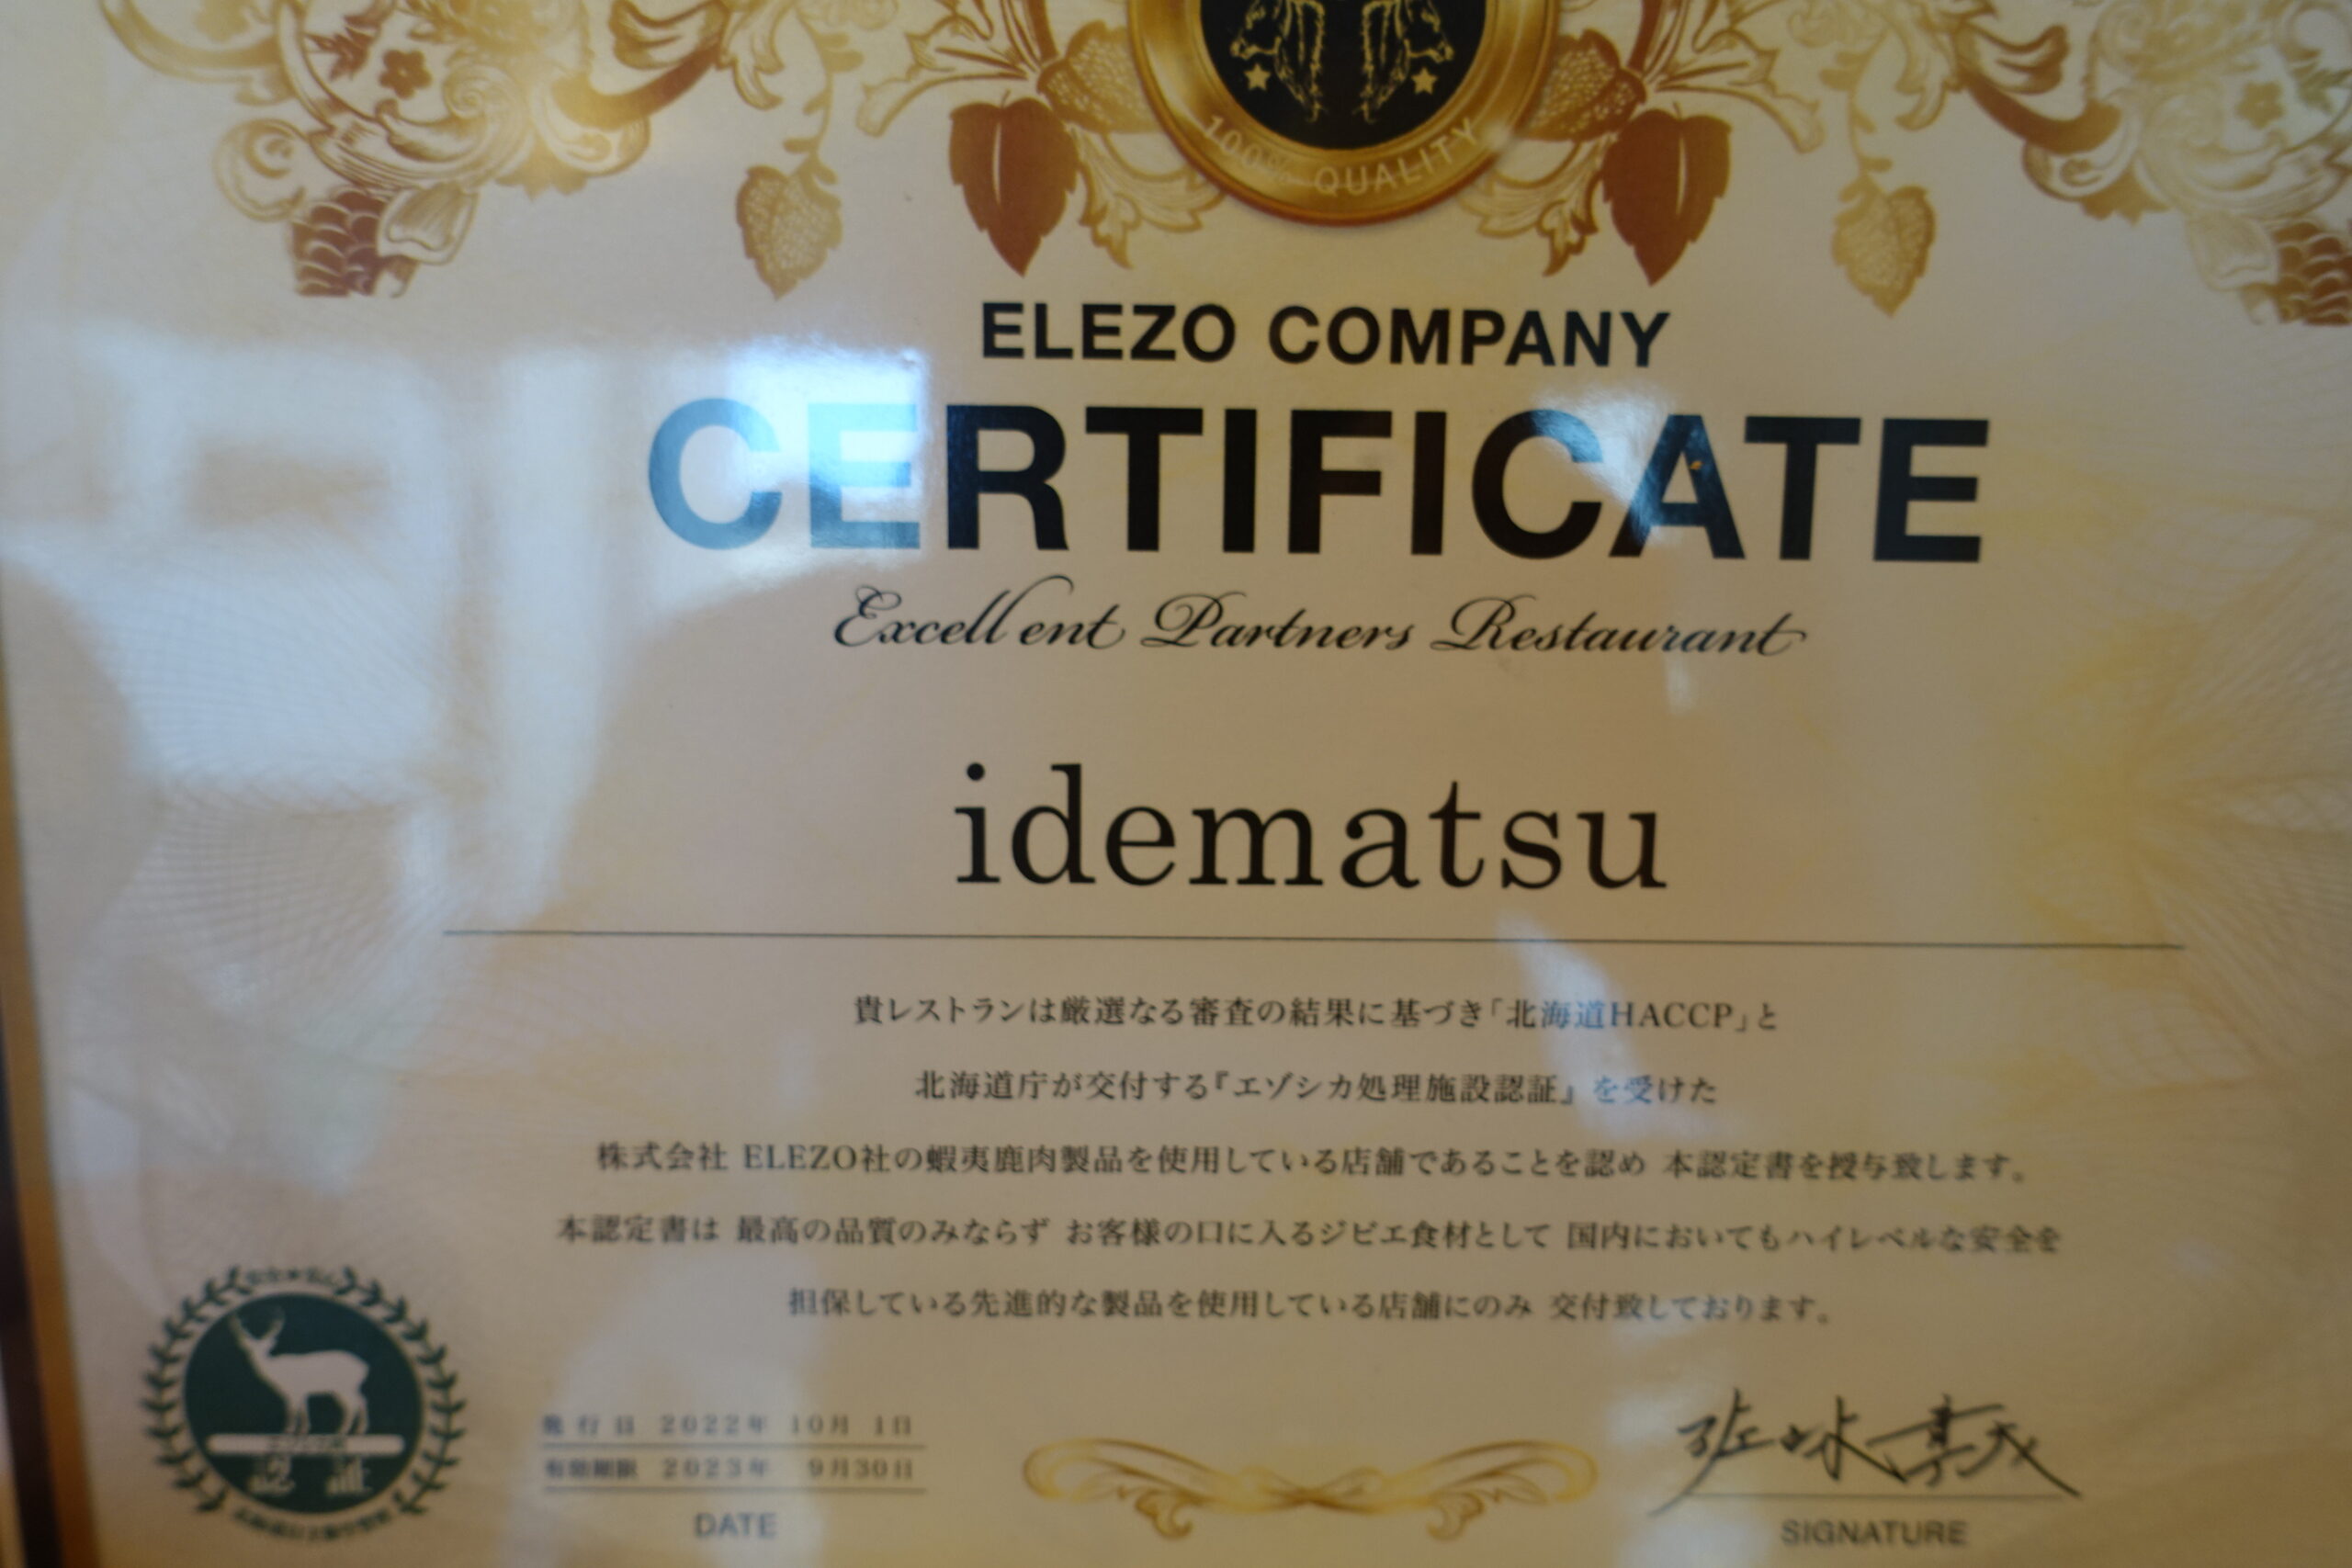 100% QUALITY
ELEZO COMPANY
CERTIFICATE
Excellent Partners Restaurant
idematsu
貴レストランは厳選なる審査の結果に基づき「北海道HACCP」と
北海道庁が交付する『エゾシカ処理施設認証』を受けた
株式会社 ELEZO社の蝦夷鹿肉製品を使用している店舗であることを認め 本認定書を授与致します。
本認定書は 最高の品質のみならず お客様の口に入るジビエ食材として 国内においてもハイレベルな安全を
担保している先進的な製品を使用している店舗にのみ 交付致しております。
認証
発行日 2022年 10月 1日
有効期限 2023年 9月30日
DATE
SIGNATURE